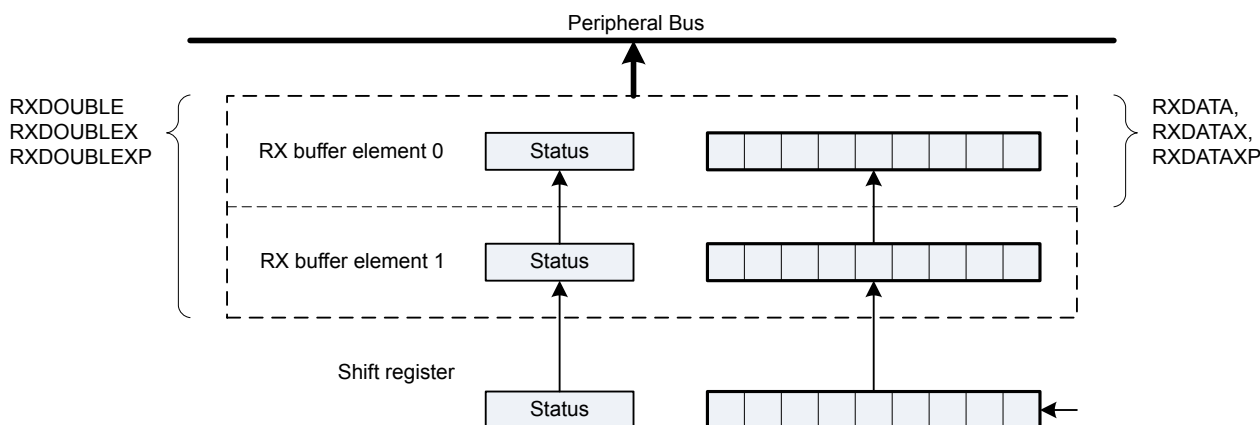 Peripheral Bus
RXDOUBLE
RXDOUBLEX
RXDOUBLEXP
RX buffer element 0
Status
RXDATA,
RXDATAX,
RXDATAXP
RX buffer element 1
Status
Shift register
Status